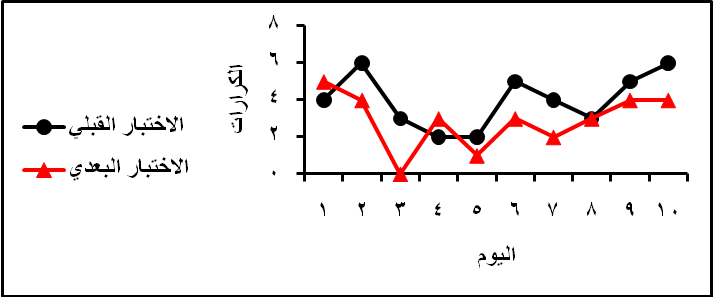 الاختبار القبلي
الاختبار البعدي
الكرارات
٨
٦
٤
٢
٠
١ ٢ ٣ ٤ ٥ ٦ ٧ ٨ ٩ ١٠
اليوم